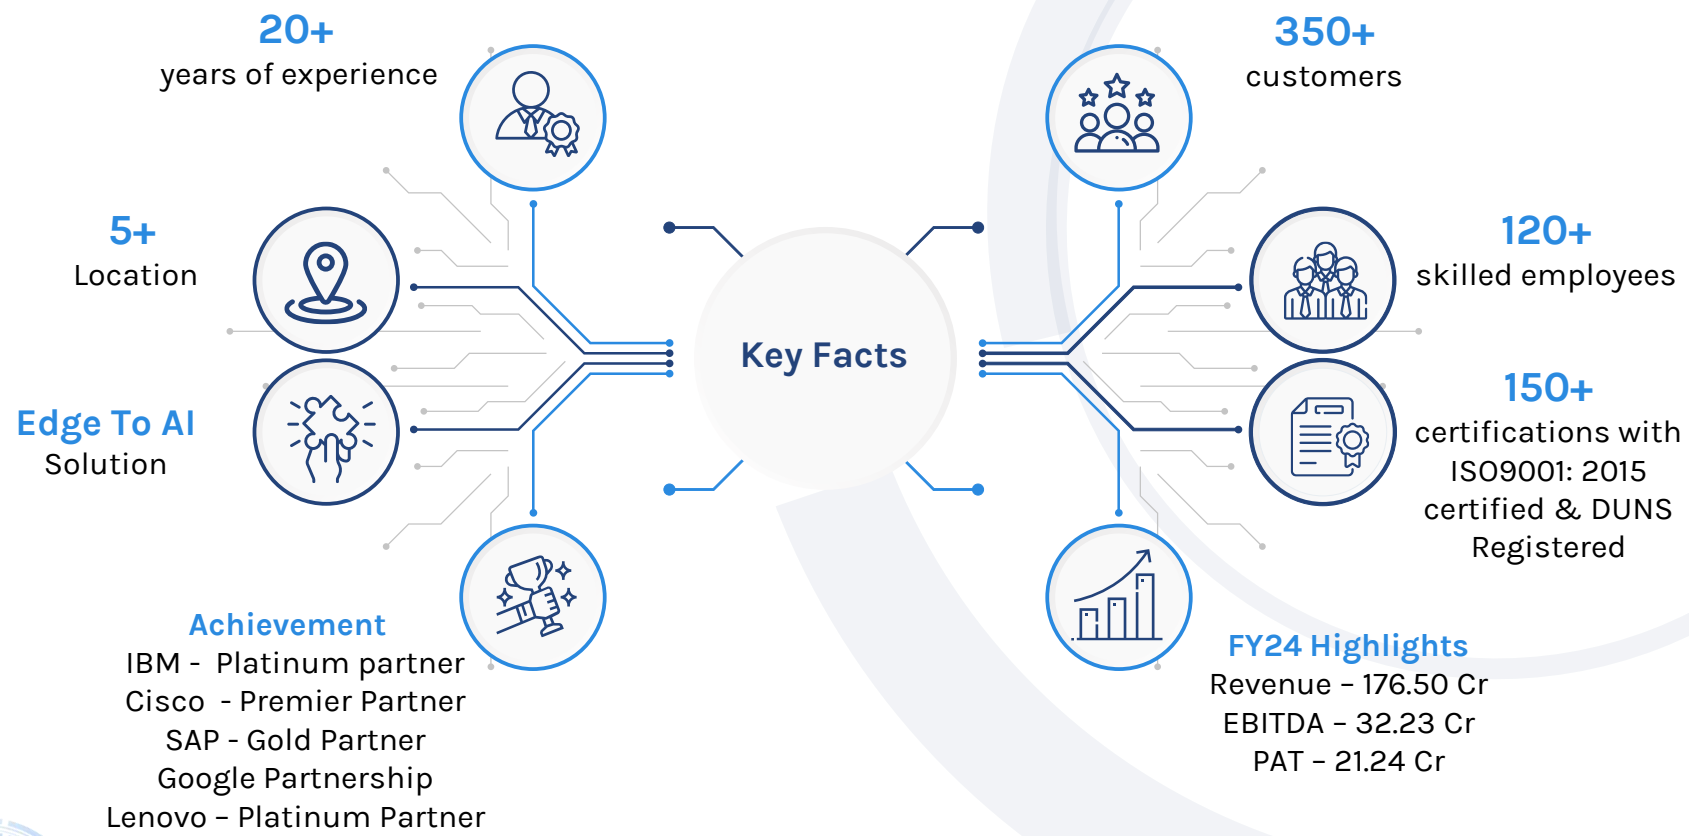 20+
years of experience
5+
Location
Edge To AI
Solution
Achievement
IBM -  Platinum partner
Cisco  - Premier Partner
SAP - Gold Partner
Google Partnership
Lenovo – Platinum Partner
Key Facts
350+
customers
120+
skilled employees
150+
certifications with
ISO9001: 2015
certified & DUNS
Registered
FY24 Highlights
Revenue – 176.50 Cr
EBITDA – 32.23 Cr
PAT – 21.24 Cr